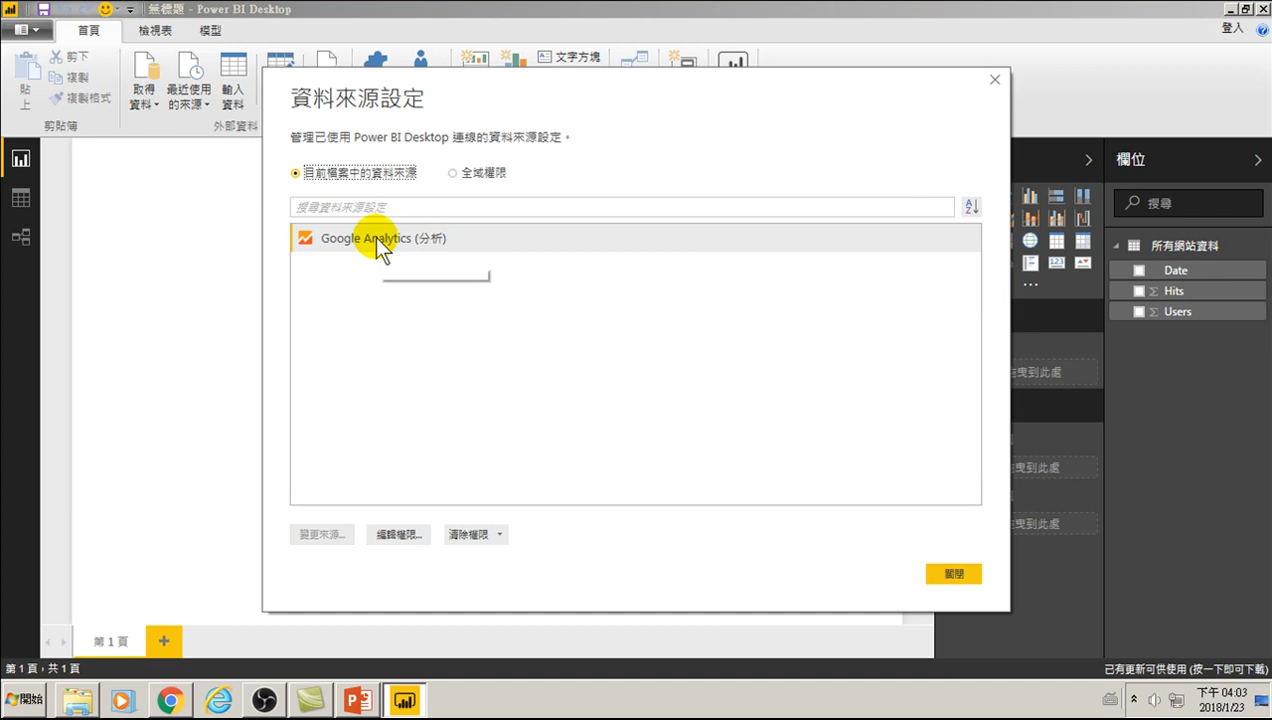 無標題 - Power BI Desktop
首頁
檢視表
模型
登入
剪下
複製
複製格式
貼上
剪貼簿
取得資料
最近使用的來源
輸入資料
外部資料
文字方塊
資料來源設定
管理已使用 Power BI Desktop 連線的資料來源設定。
目前檔案中的資料來源
全域權限
搜尋資料來源設定
Google Analytics (分析)
變更來源...
編輯權限...
清除權限
關閉
欄位
搜尋
所有網站資料
Date
Hits
Users
拖曳到此處
拖曳到此處
拖曳到此處
第 1 頁
第 1 頁，共 1 頁
已有更新可供使用 (按一下即可下載)
開始
下午 04:03
2018/1/23